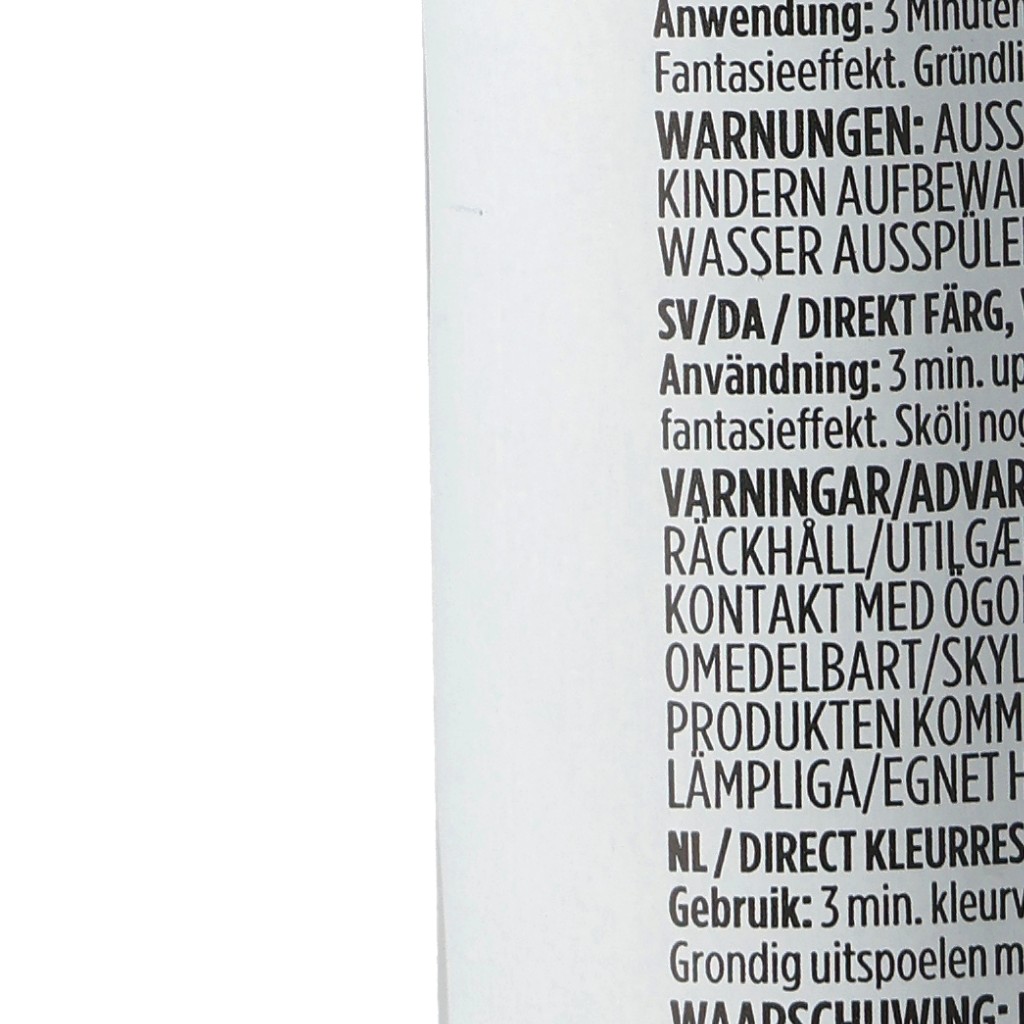 Anwendung: 3 Minuten
Fantasieeffekt. Gründli
WARNUNGEN: AUSS
KINDERN AUFBEWA
WASSER AUSSPÜLE
SV/DA / DIREKT FÄRG,
Användning: 3 min. up
fantasieffekt. Skölj nog
VARNINGAR/ADVAR
RÄCKHÅLL/UTILGÆ
KONTAKT MED ÖGO
OMEDELBART/SKYL
PRODUKTEN KOMM
LÄMPLIGA/EGNET H
NL / DIRECT KLEURRES
Gebruik: 3 min. kleurv
Grondig uitspoelen m
WAARSCHUWING: